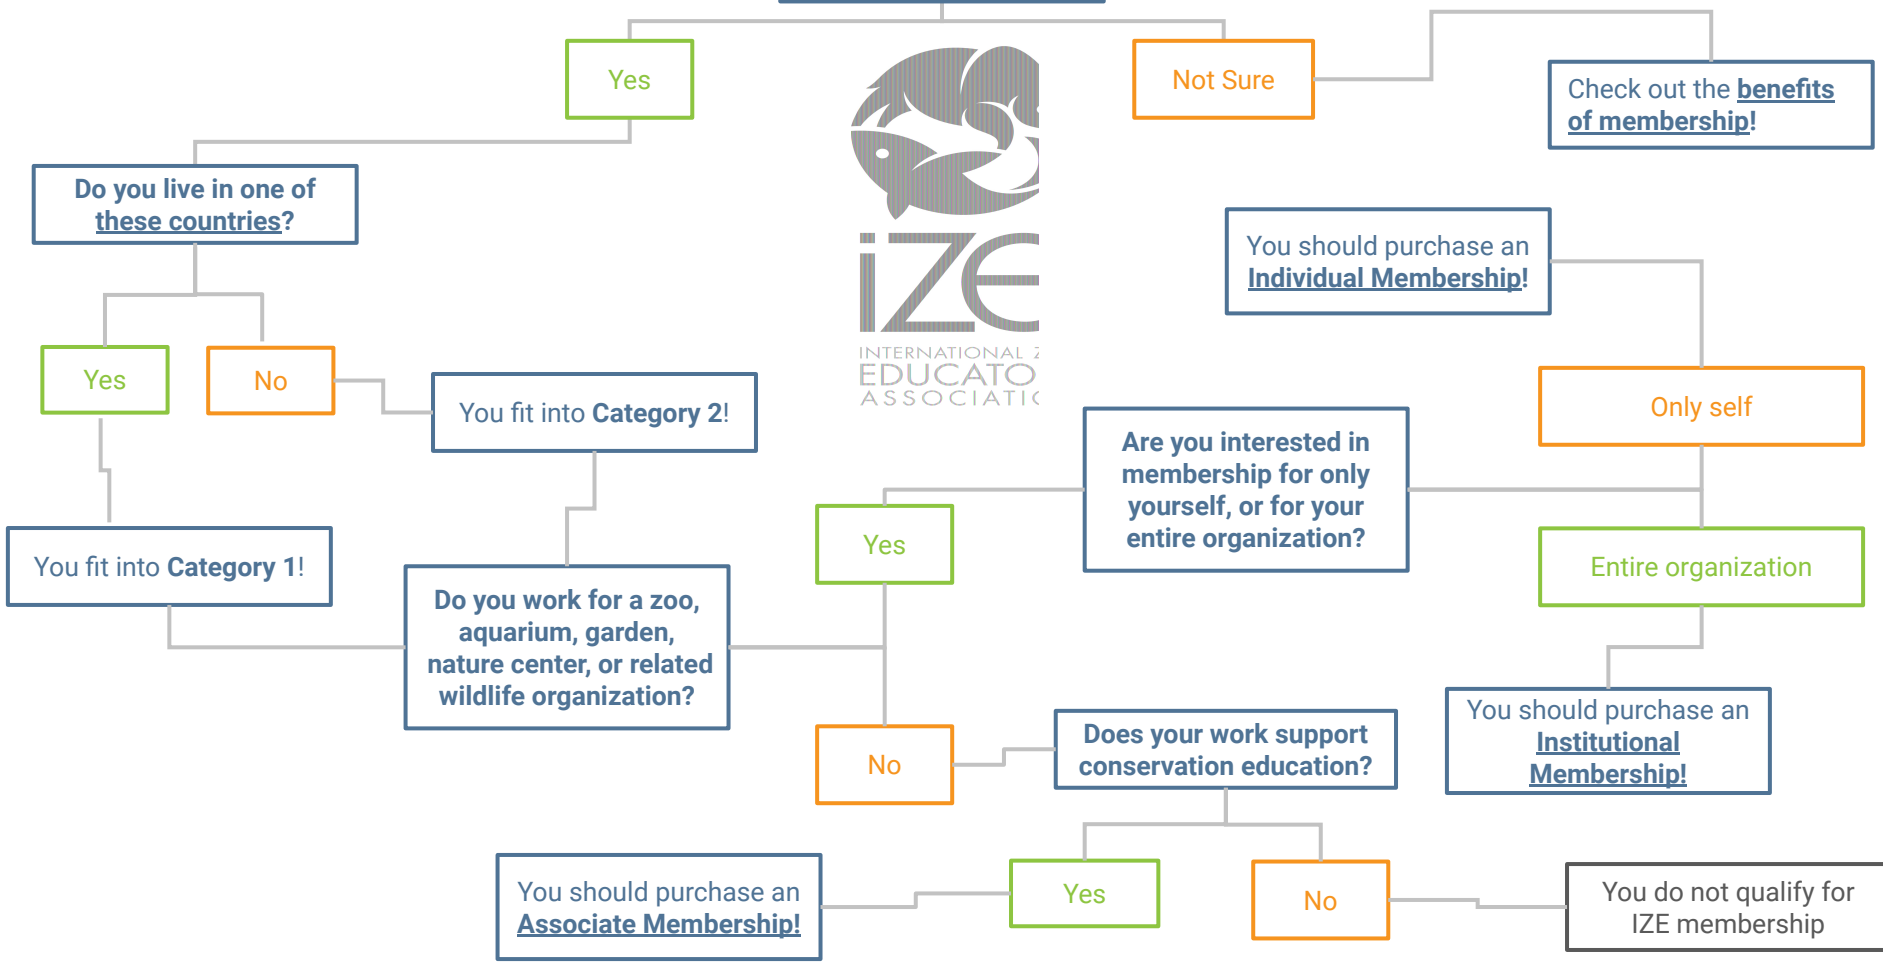 Yes
Not Sure
Check out the benefits
of membership!
Do you live in one of
these countries?
iZE
INTERNATIONAL
EDUCATO
ASSOCIATI
You should purchase an
Individual Membership!
Yes
No
You fit into Category 2!
Only self
Are you interested in
membership for only
yourself, or for your
entire organization?
Yes
You fit into Category 1!
Entire organization
Do you work for a zoo,
aquarium, garden,
nature center, or related
wildlife organization?
You should purchase an
Institutional
Membership!
No
Does your work support
conservation education?
You should purchase an
Associate Membership!
Yes
No
You do not qualify for
IZE membership